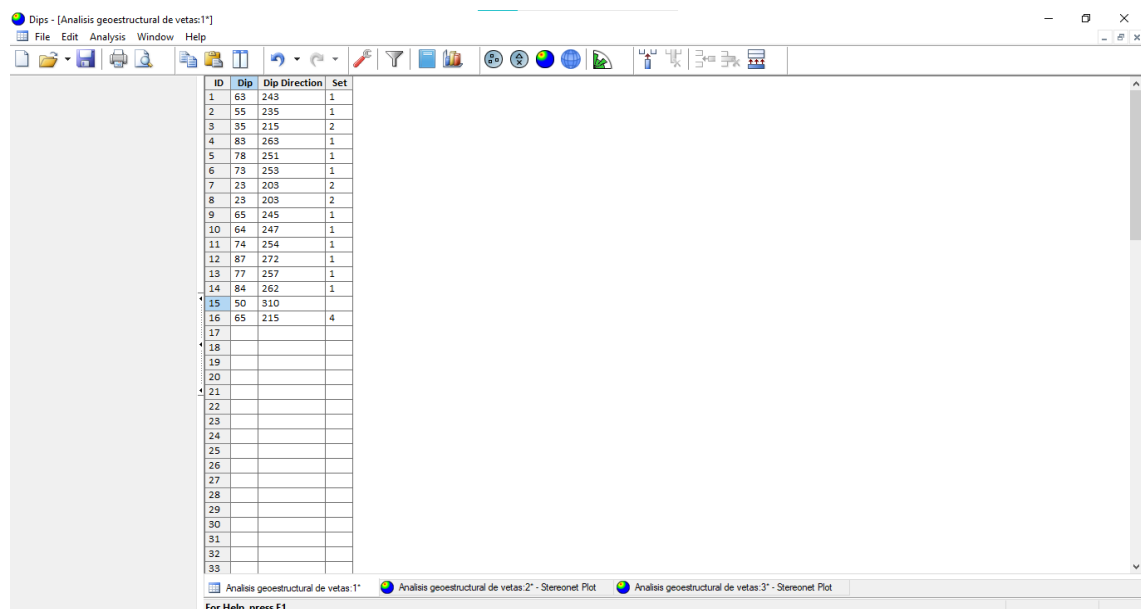 Dips - [Analisis geoestructural de vetas:1*]
File Edit Analysis Window Help
ID Dip Dip Direction Set
1 63 243 1
2 55 235 1
3 35 215 2
4 83 263 1
5 78 251 1
6 73 253 1
7 23 203 2
8 23 203 2
9 65 245 1
10 64 247 1
11 74 254 1
12 87 272 1
13 77 257 1
14 84 262 1
15 50 310
16 65 215 4
17
18
19
20
21
22
23
24
25
26
27
28
29
30
31
32
33
Analisis geoestructural de vetas:1* Analisis geoestructural de vetas:2* - Stereonet Plot Analisis geoestructural de vetas:3* - Stereonet Plot
For Help, press F1